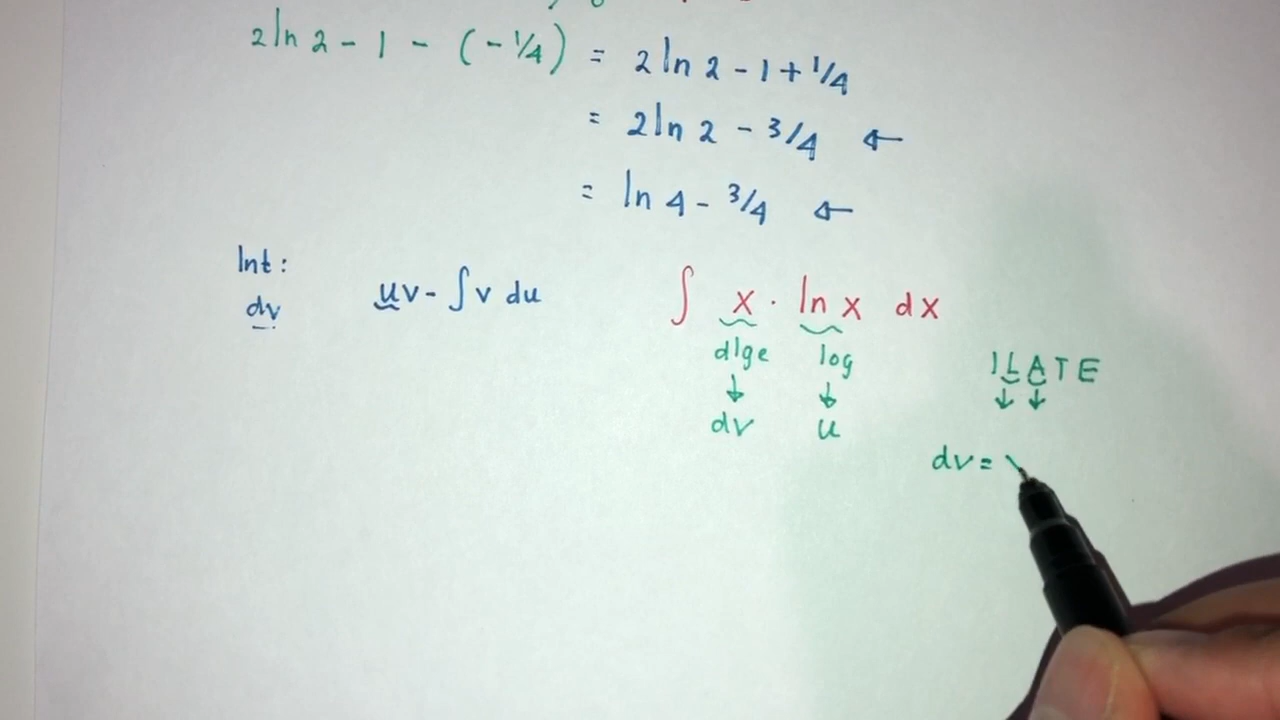 2ln 2 - 1 - (-1/4) = 2ln 2 - 1 + 1/4
= 2ln 2 - 3/4 ←
= ln 4 - 3/4 ←
Int: uv - ∫v du ∫ x · ln x dx
dv
alge log ILATE
↓ ↓ ↓ ↓
dv u
dv =